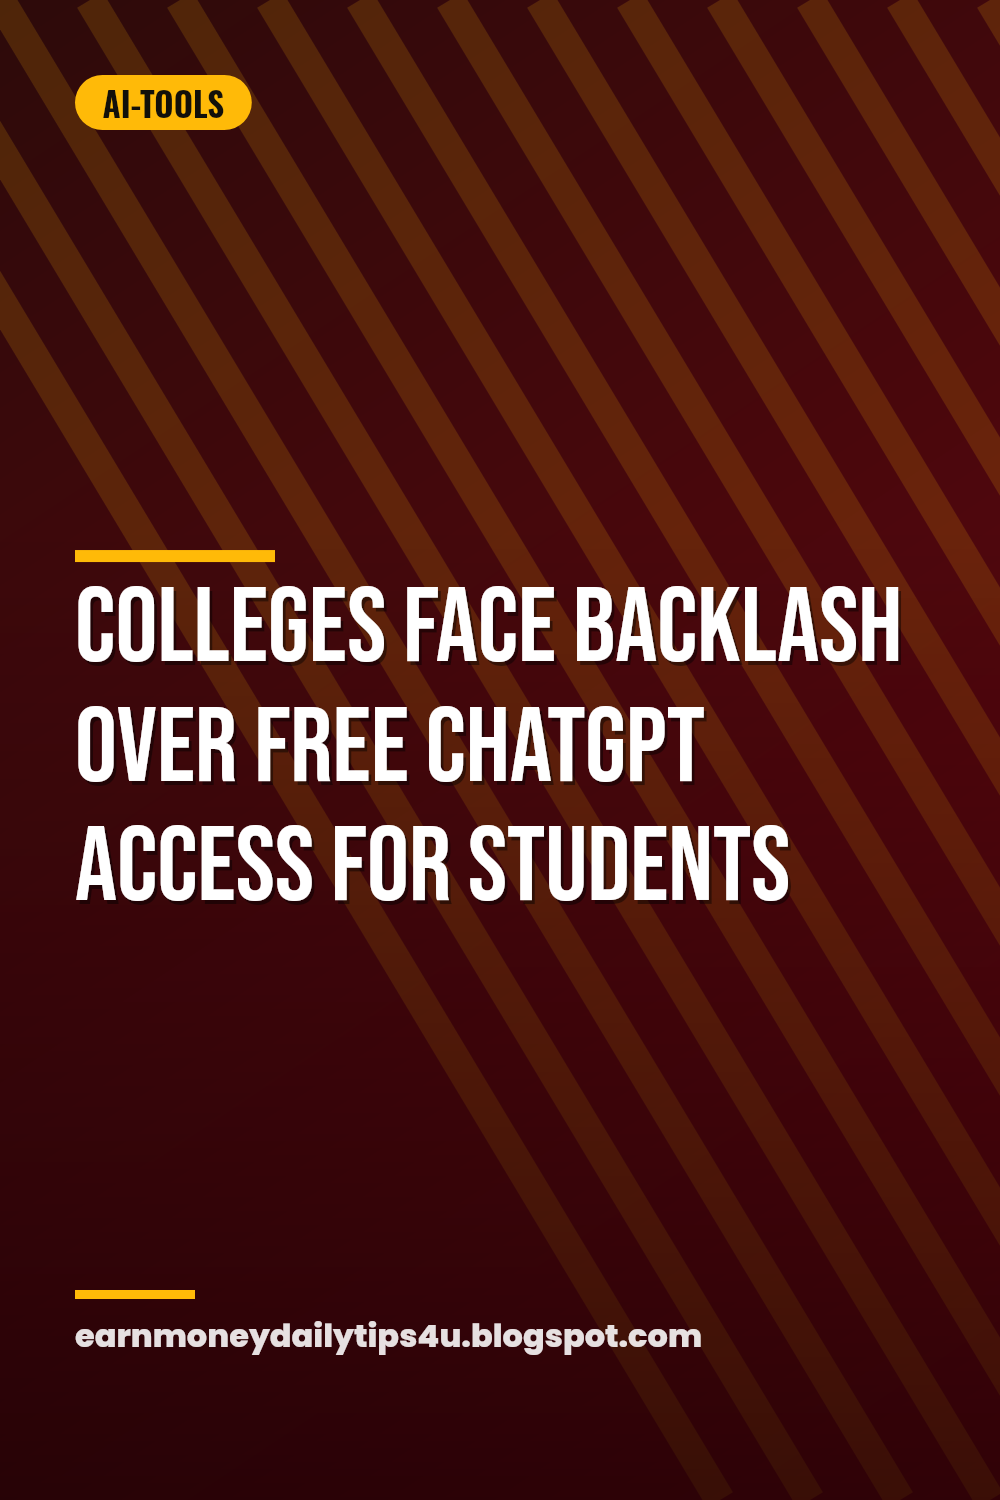 AI-TOOLS
COLLEGES FACE BACKLASH
OVER FREE CHATGPT
ACCESS FOR STUDENTS
earnmoneydailytips4u.blogspot.com